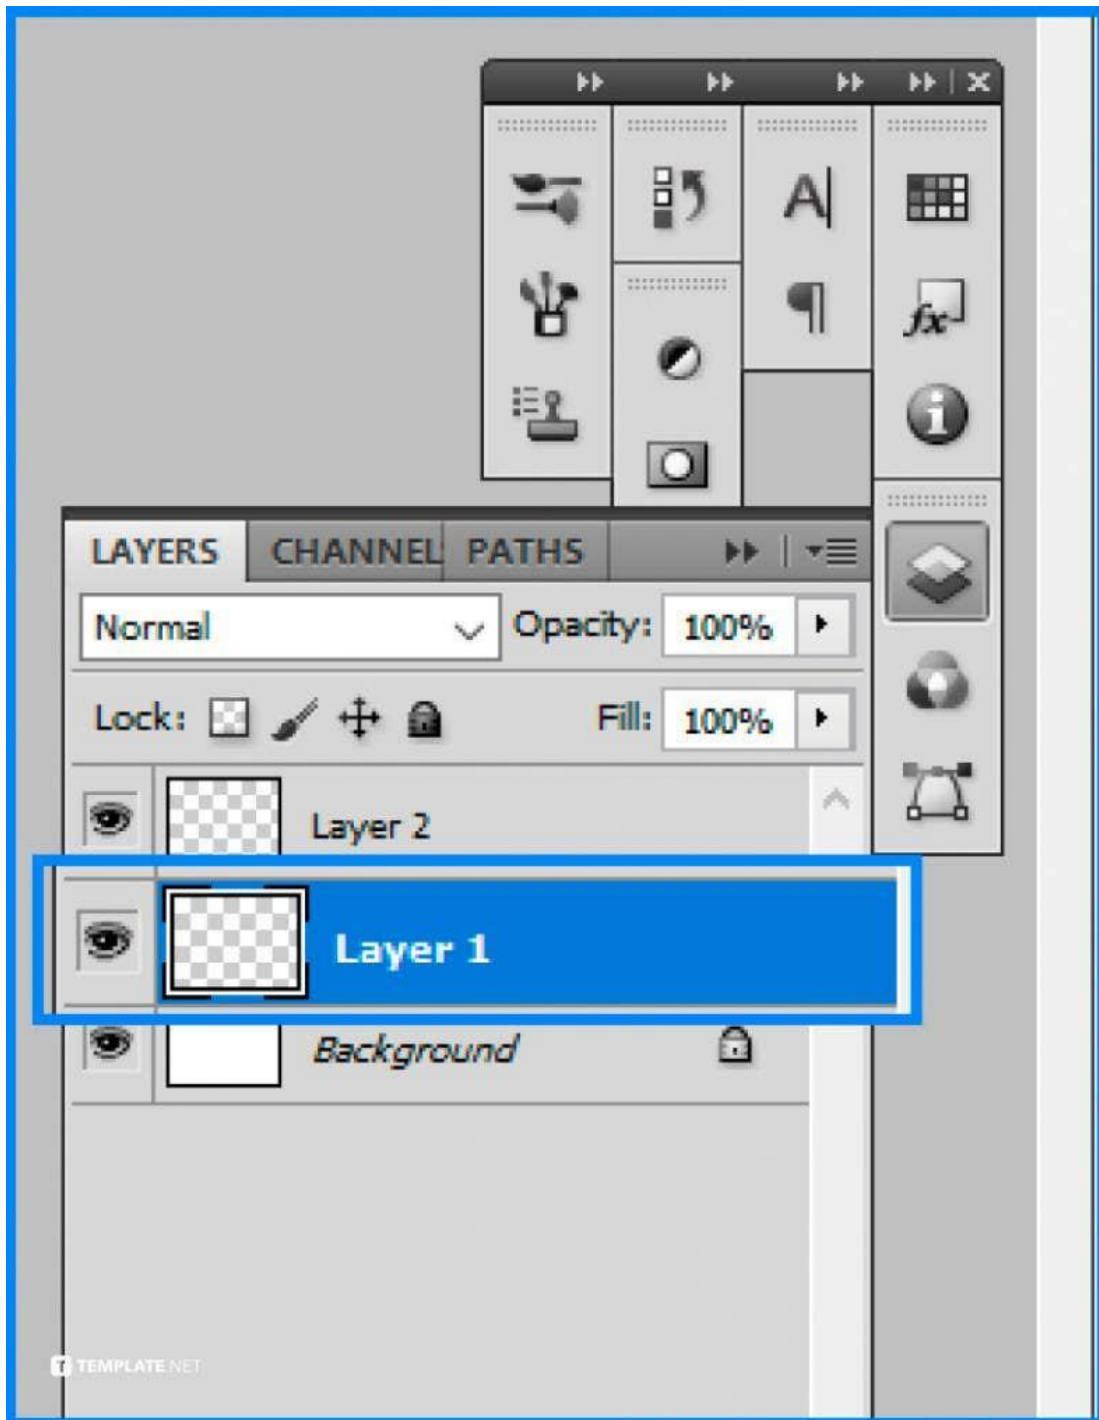 LAYERS CHANNEL PATHS
Normal Opacity: 100%
Lock: Fill: 100%
Layer 2
Layer 1
Background
T TEMPLATE.NET